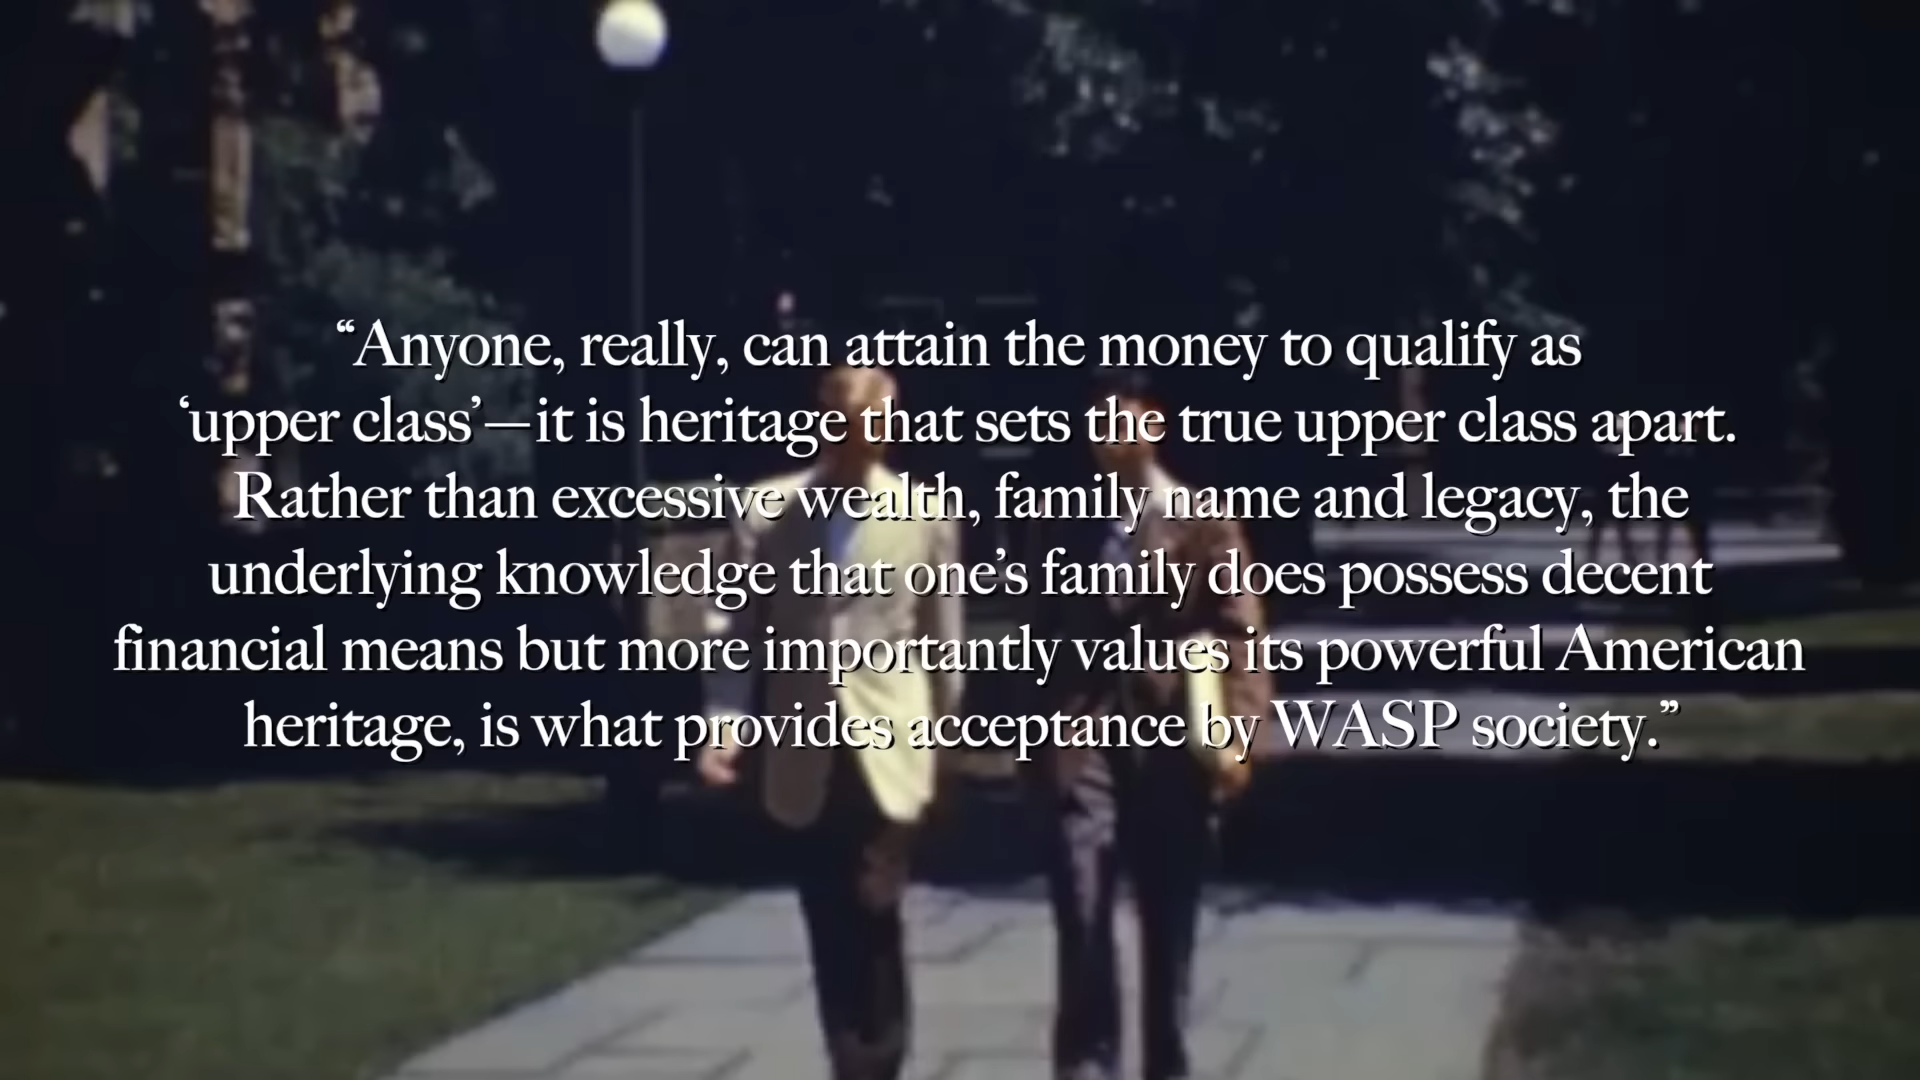 “Anyone, really, can attain the money to qualify as
‘upper class’—it is heritage that sets the true upper class apart.
Rather than excessive wealth, family name and legacy, the
underlying knowledge that one’s family does possess decent
financial means but more importantly values its powerful American
heritage, is what provides acceptance by WASP society.”